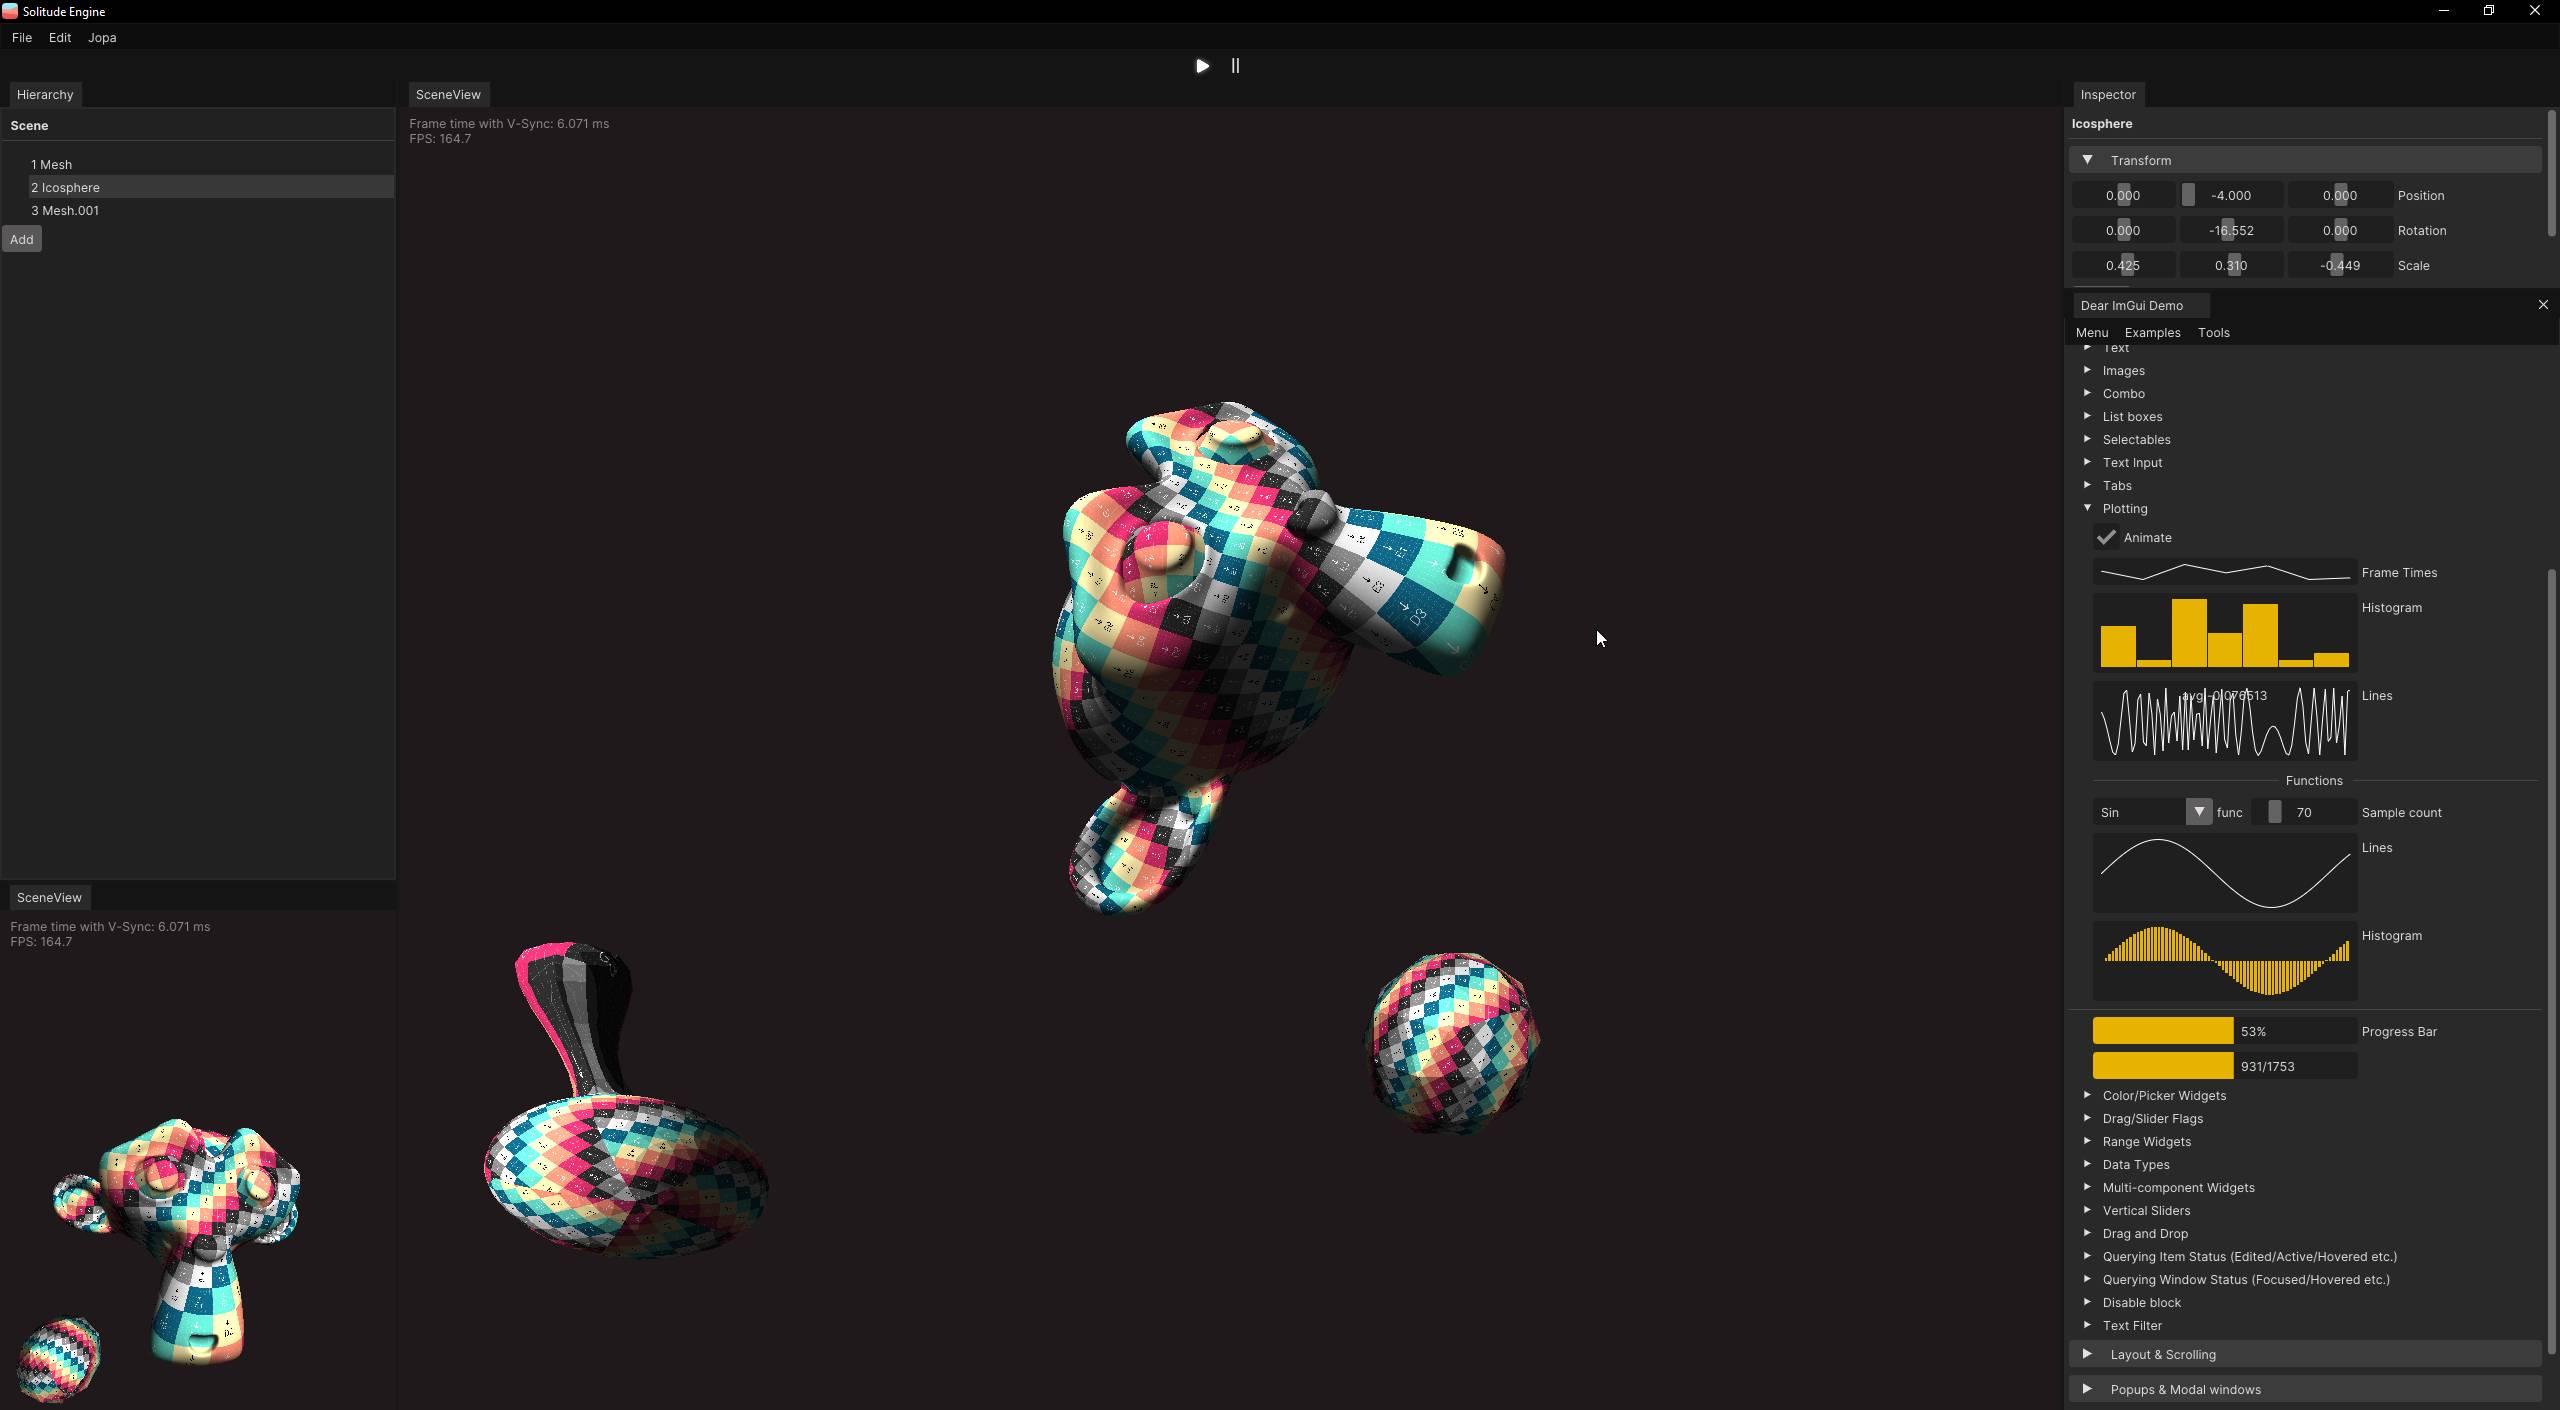 Solitude Engine
File Edit Jopa
Hierarchy
Scene
1 Mesh
2 Icosphere
3 Mesh.001
Add
SceneView
Frame time with V-Sync: 6.071 ms
FPS: 164.7
SceneView
Frame time with V-Sync: 6.071 ms
FPS: 164.7
D3
E3
Inspector
Icosphere
Transform
0.000 -4.000 0.000 Position
0.000 -16.552 0.000 Rotation
0.425 0.310 -0.449 Scale
Dear ImGui Demo
Menu Examples Tools
Text
Images
Combo
List boxes
Selectables
Text Input
Tabs
Plotting
Animate
Frame Times
Histogram
Lines
Functions
Sin func 70 Sample count
Lines
Histogram
53% Progress Bar
931/1753
Color/Picker Widgets
Drag/Slider Flags
Range Widgets
Data Types
Multi-component Widgets
Vertical Sliders
Drag and Drop
Querying Item Status (Edited/Active/Hovered etc.)
Querying Window Status (Focused/Hovered etc.)
Disable block
Text Filter
Layout & Scrolling
Popups & Modal windows